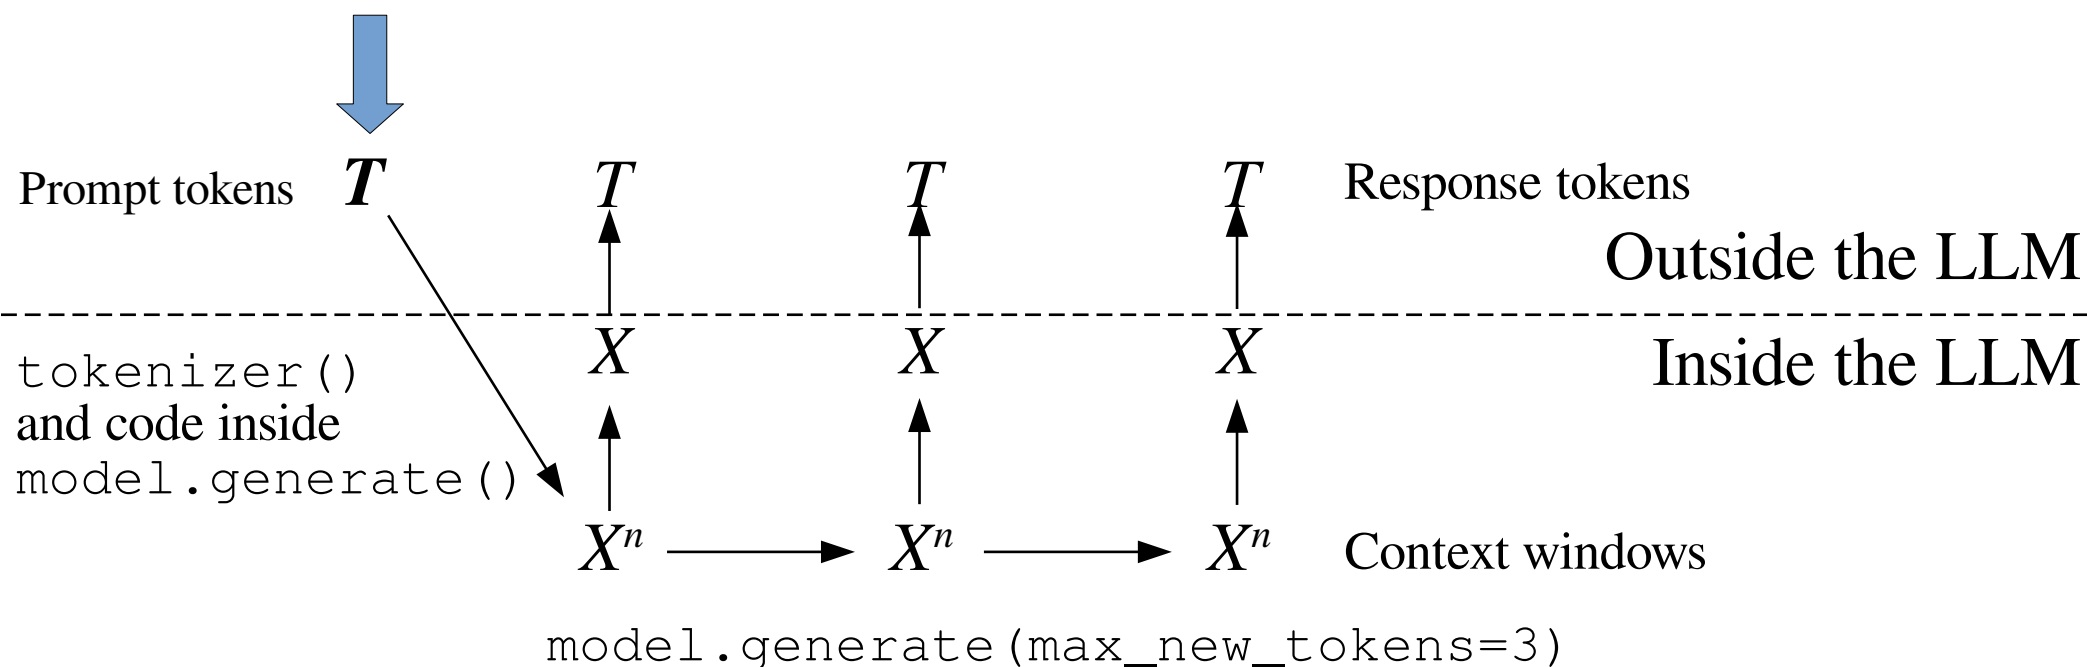 Prompt tokens T T T T Response tokens
Outside the LLM
X X X Inside the LLM
tokenizer()
and code inside
model.generate()
Xⁿ Xⁿ Xⁿ Context windows
model.generate(max_new_tokens=3)